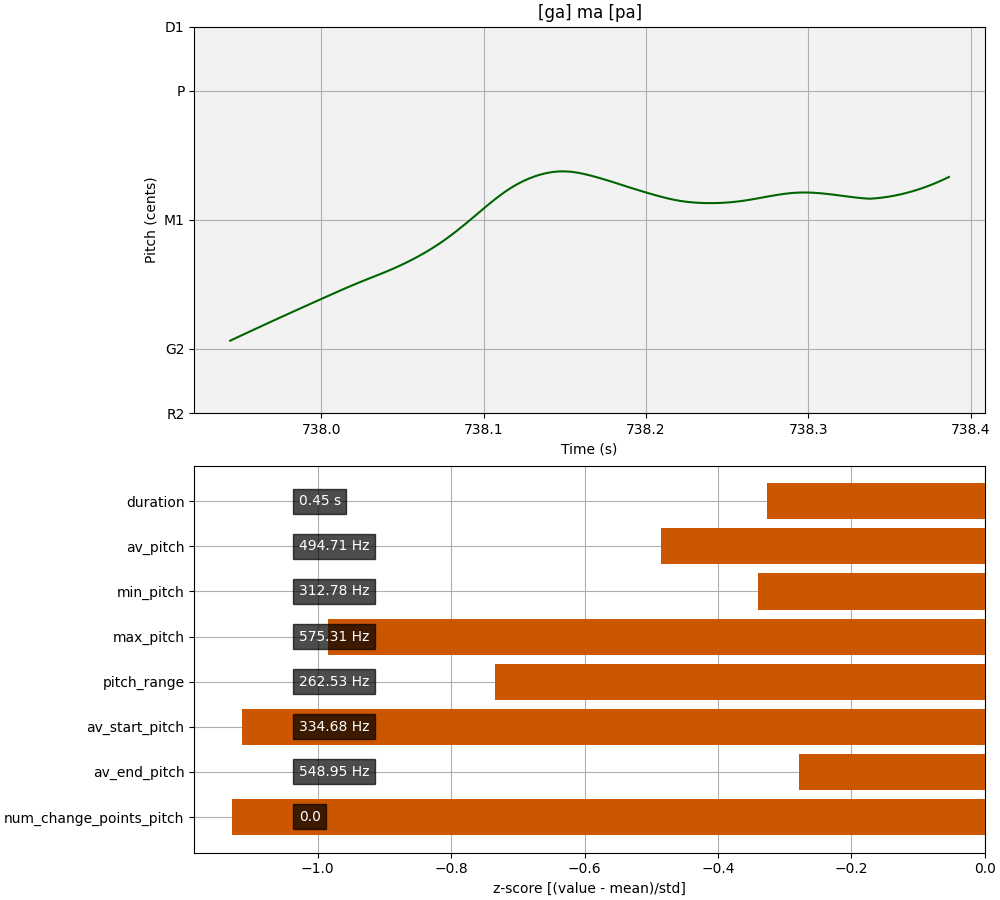 [ga] ma [pa]
D1
P
M1
G2
R2
Pitch (cents)
738.0 738.1 738.2 738.3 738.4
Time (s)
duration 0.45 s
av_pitch 494.71 Hz
min_pitch 312.78 Hz
max_pitch 575.31 Hz
pitch_range 262.53 Hz
av_start_pitch 334.68 Hz
av_end_pitch 548.95 Hz
num_change_points_pitch 0.0
−1.0 −0.8 −0.6 −0.4 −0.2 0.0
z-score [(value - mean)/std]